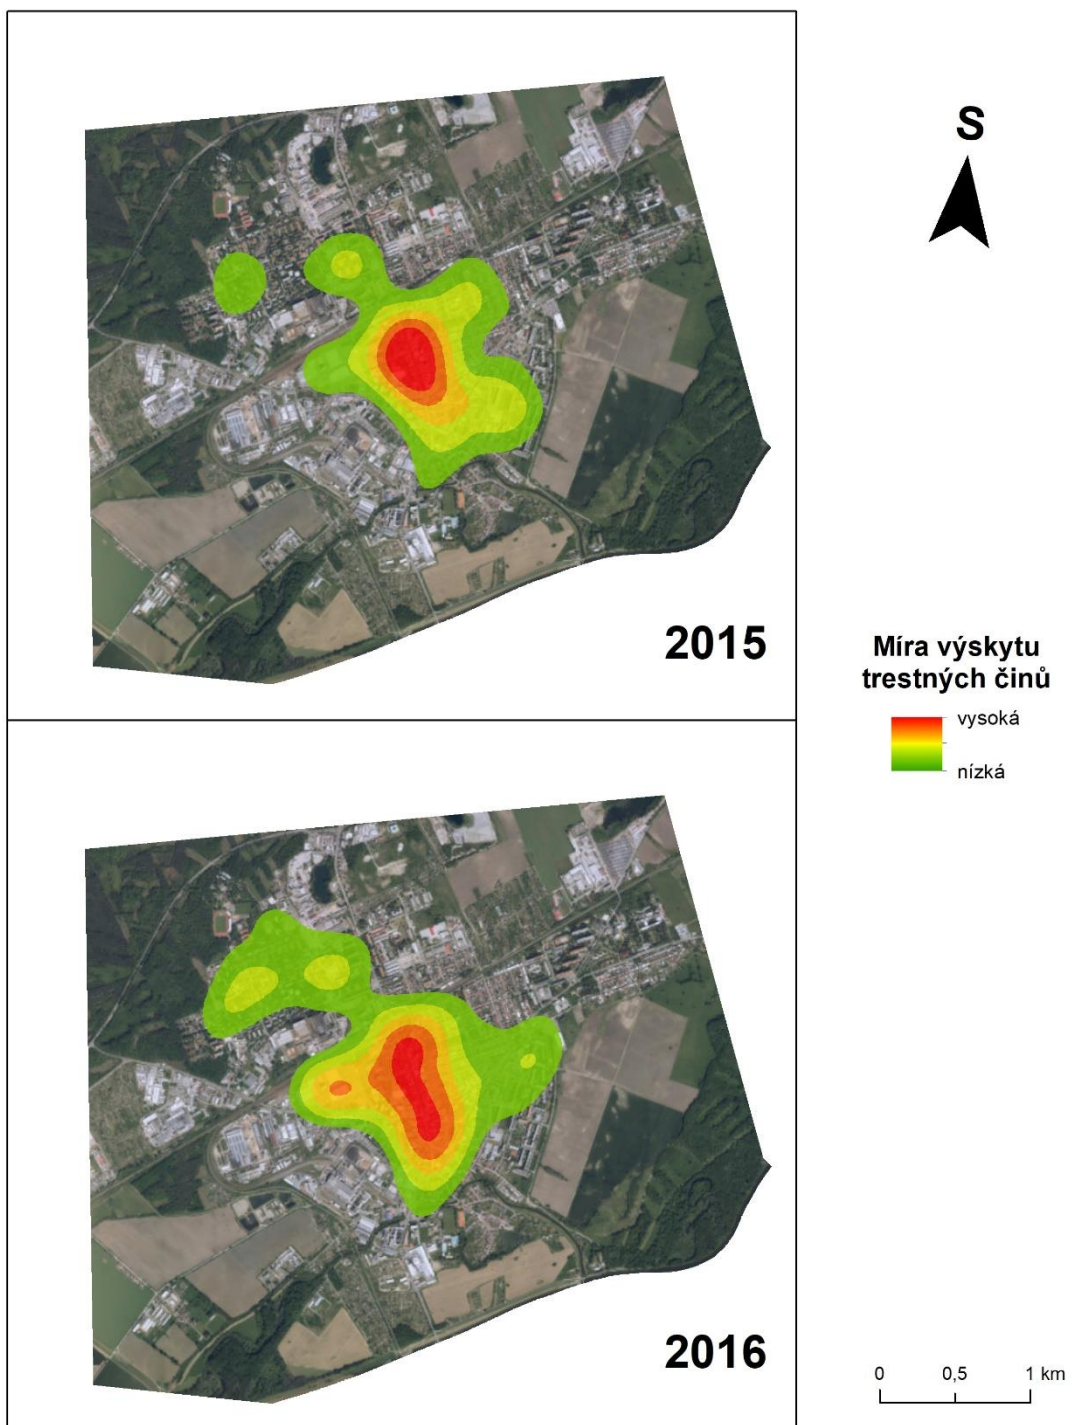 S
2015
Míra výskytu
trestných činů
vysoká
nízká
2016
0 0,5 1 km